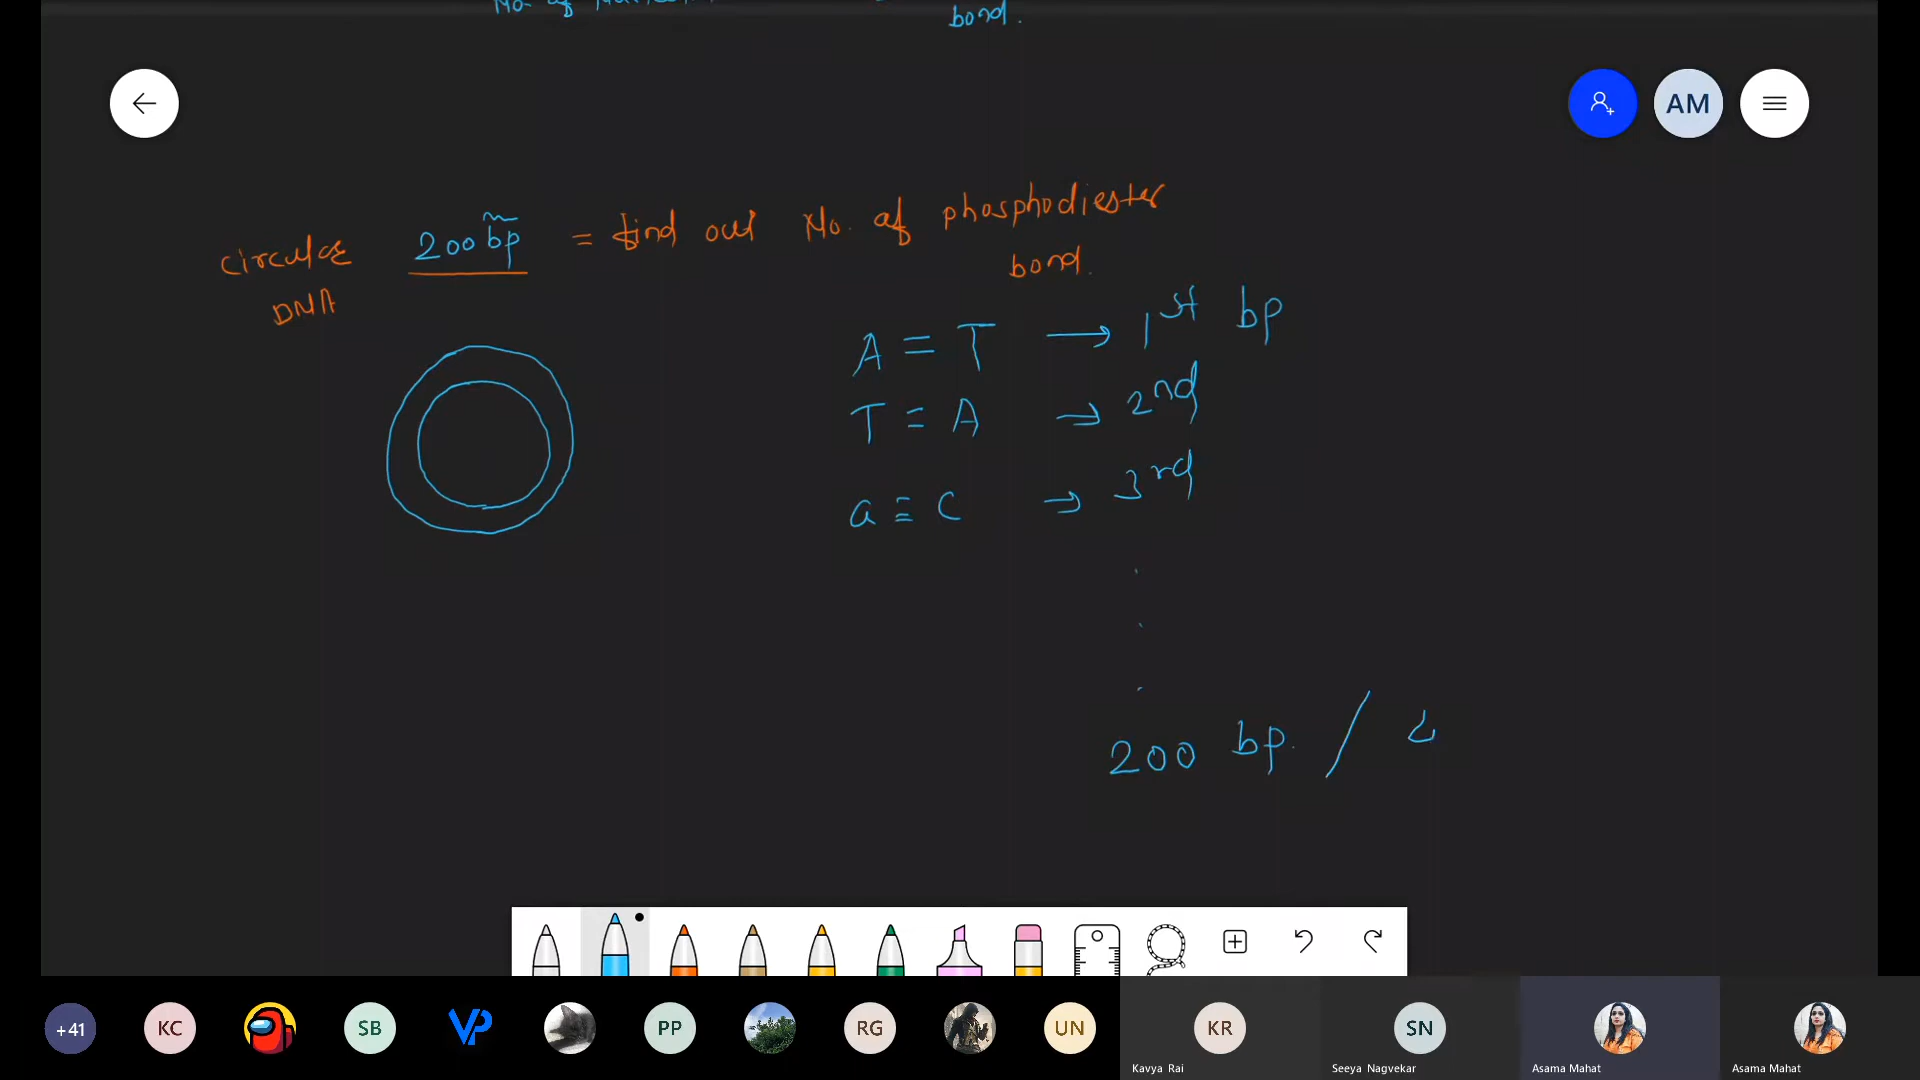 bond.
AM
circular 200 bp = find out No. of phosphodiester
bond.
DNA
A = T → 1st bp
T = A → 2nd
G ≡ C → 3rd
200 bp. /
+41 KC SB VP PP RG UN KR SN
Kavya Rai Seeya Nagvekar Asama Mahat Asama Mahat